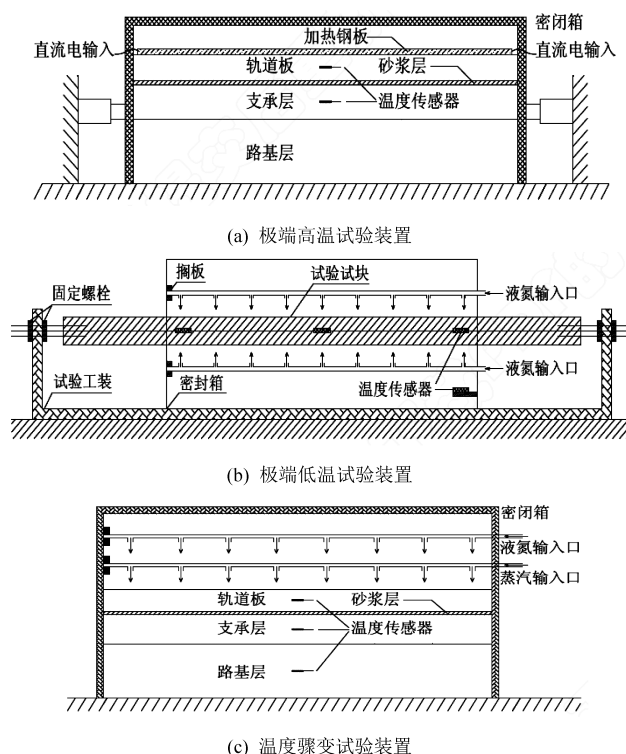 密闭箱
加热钢板
直流电输入
直流电输入
轨道板
砂浆层
支承层
温度传感器
路基层
(a) 极端高温试验装置
搁板
试验试块
固定螺栓
液氮输入口
液氮输入口
温度传感器
试验工装
密封箱
(b) 极端低温试验装置
密闭箱
液氮输入口
蒸汽输入口
轨道板
砂浆层
支承层
温度传感器
路基层
(c) 温度骤变试验装置